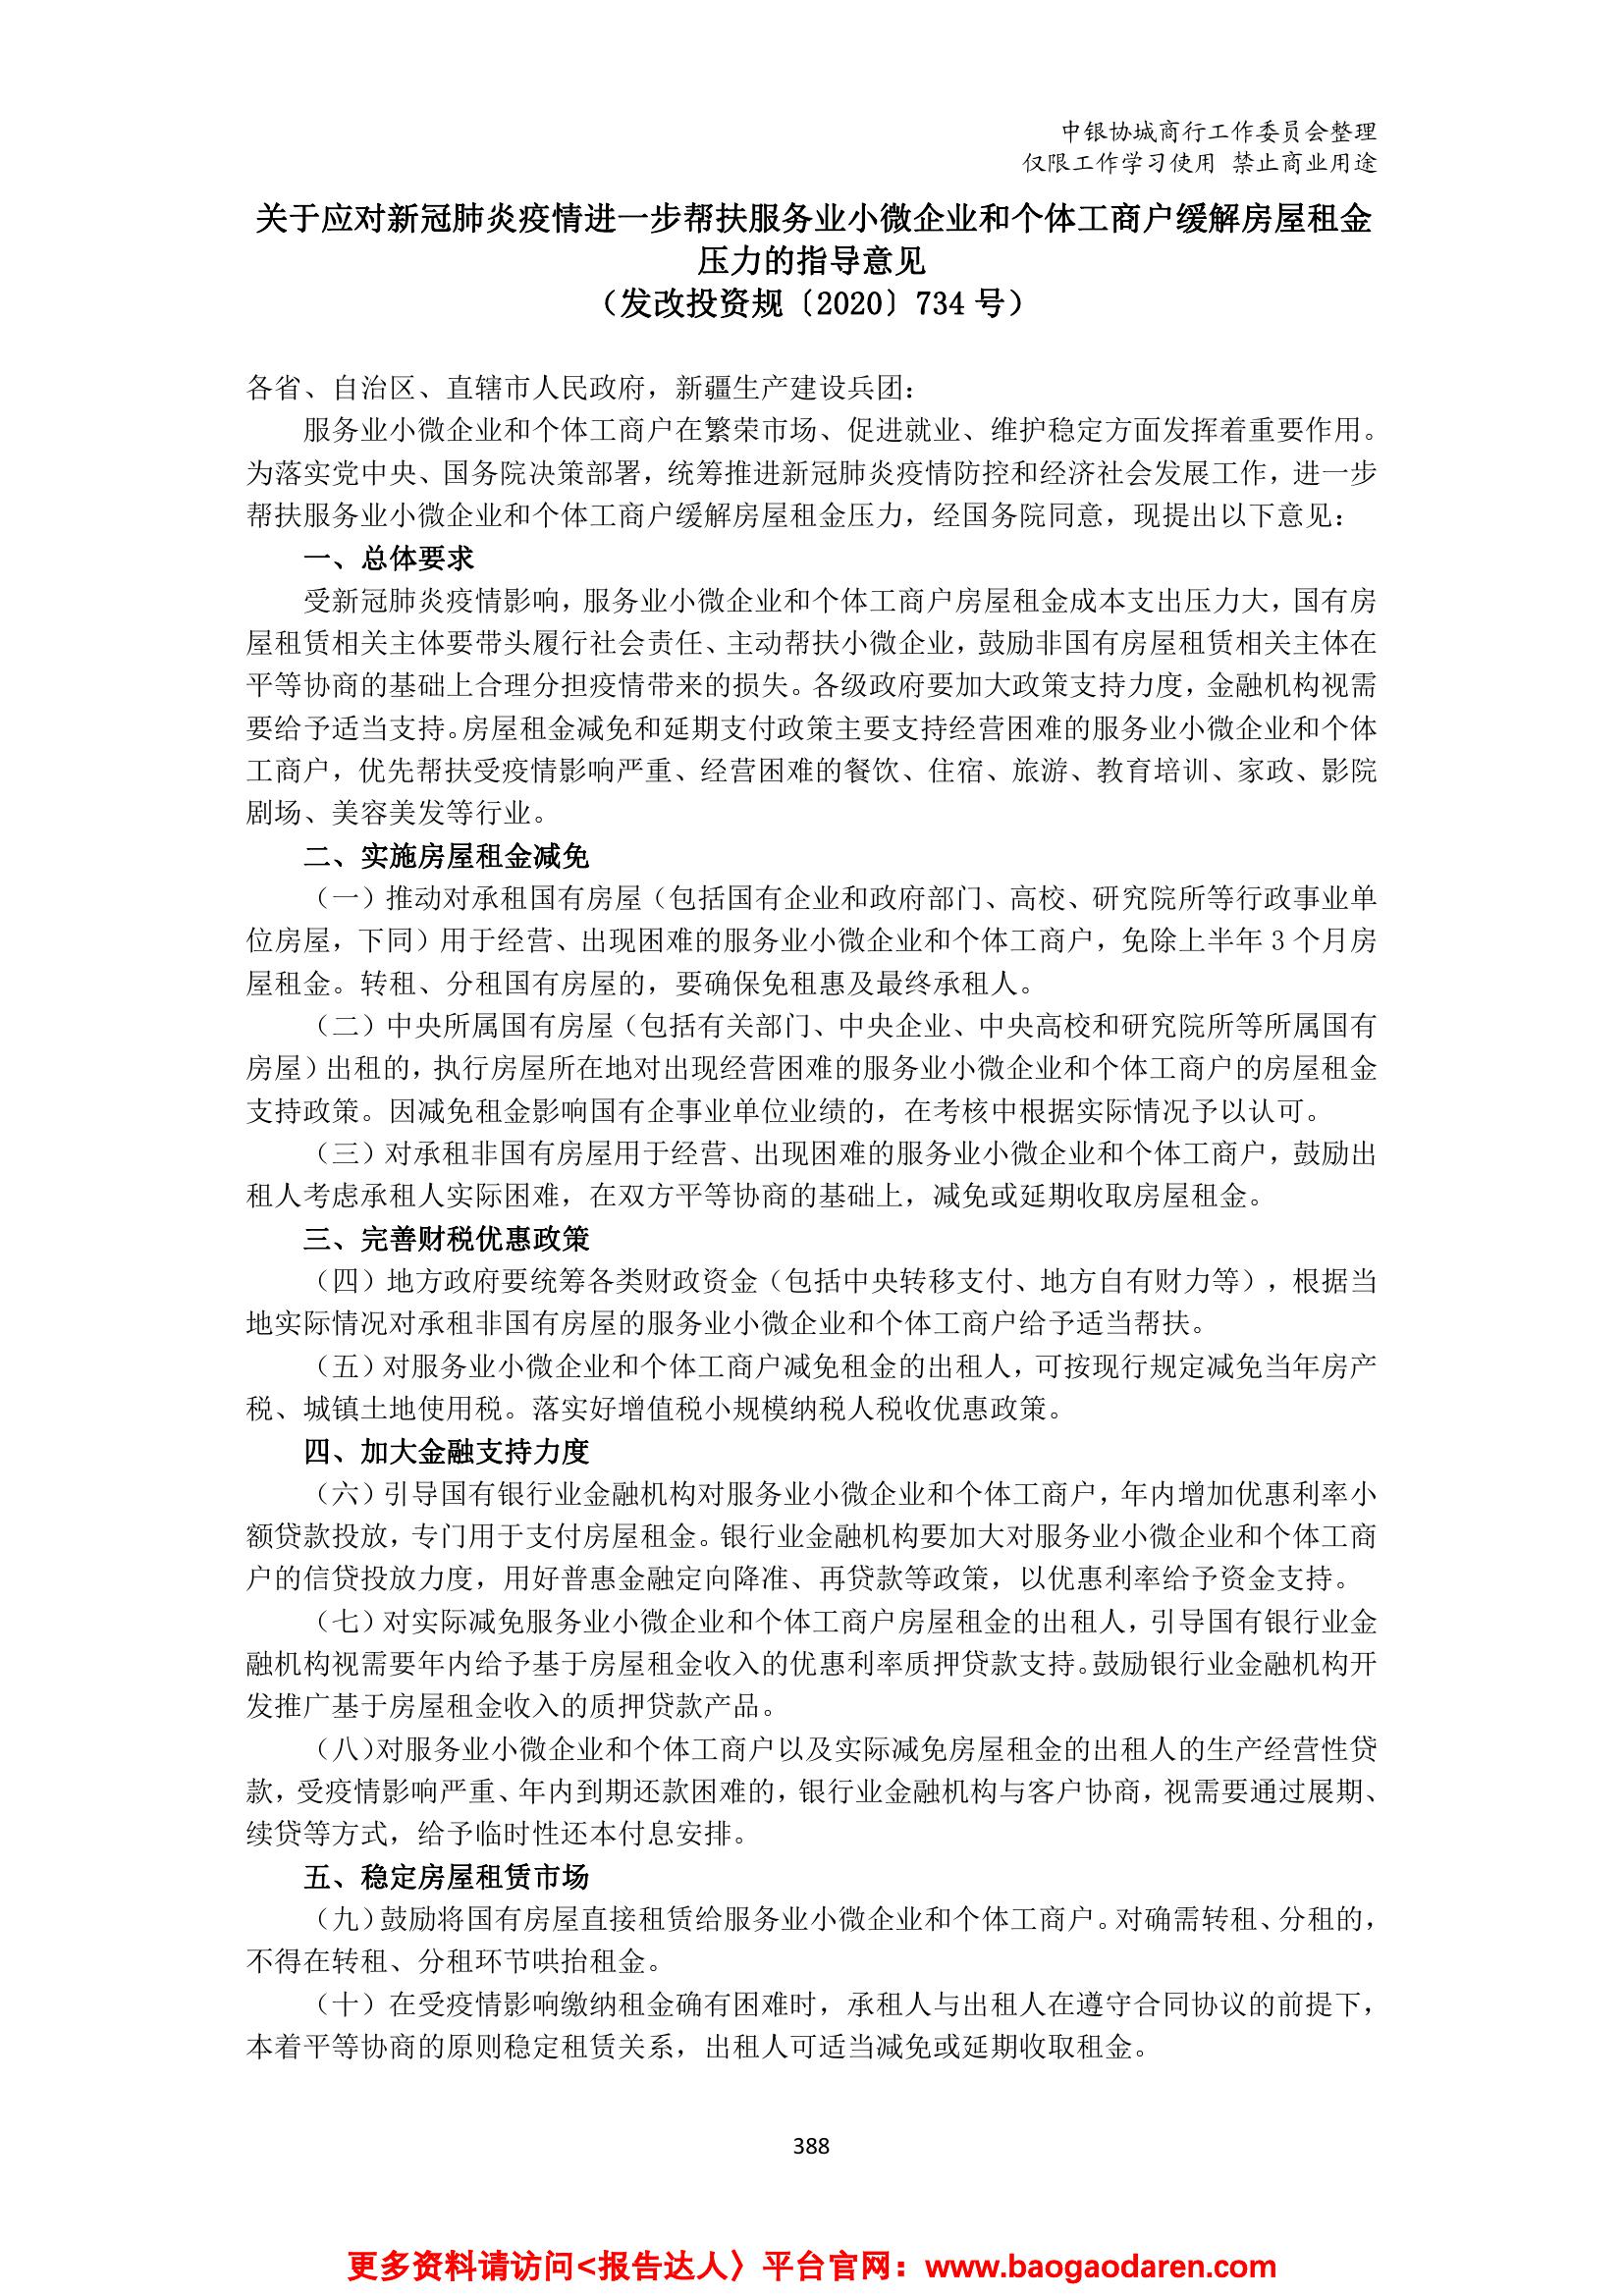 中银协城商行工作委员会整理
仅限工作学习使用 禁止商业用途
关于应对新冠肺炎疫情进一步帮扶服务业小微企业和个体工商户缓解房屋租金
压力的指导意见
（发改投资规〔2020〕734 号）
各省、自治区、直辖市人民政府，新疆生产建设兵团：
服务业小微企业和个体工商户在繁荣市场、促进就业、维护稳定方面发挥着重要作用。
为落实党中央、国务院决策部署，统筹推进新冠肺炎疫情防控和经济社会发展工作，进一步
帮扶服务业小微企业和个体工商户缓解房屋租金压力，经国务院同意，现提出以下意见：
一、总体要求
受新冠肺炎疫情影响，服务业小微企业和个体工商户房屋租金成本支出压力大，国有房
屋租赁相关主体要带头履行社会责任、主动帮扶小微企业，鼓励非国有房屋租赁相关主体在
平等协商的基础上合理分担疫情带来的损失。各级政府要加大政策支持力度，金融机构视需
要给予适当支持。房屋租金减免和延期支付政策主要支持经营困难的服务业小微企业和个体
工商户，优先帮扶受疫情影响严重、经营困难的餐饮、住宿、旅游、教育培训、家政、影院
剧场、美容美发等行业。
二、实施房屋租金减免
（一）推动对承租国有房屋（包括国有企业和政府部门、高校、研究院所等行政事业单
位房屋，下同）用于经营、出现困难的服务业小微企业和个体工商户，免除上半年 3 个月房
屋租金。转租、分租国有房屋的，要确保免租惠及最终承租人。
（二）中央所属国有房屋（包括有关部门、中央企业、中央高校和研究院所等所属国有
房屋）出租的，执行房屋所在地对出现经营困难的服务业小微企业和个体工商户的房屋租金
支持政策。因减免租金影响国有企事业单位业绩的，在考核中根据实际情况予以认可。
（三）对承租非国有房屋用于经营、出现困难的服务业小微企业和个体工商户，鼓励出
租人考虑承租人实际困难，在双方平等协商的基础上，减免或延期收取房屋租金。
三、完善财税优惠政策
（四）地方政府要统筹各类财政资金（包括中央转移支付、地方自有财力等），根据当
地实际情况对承租非国有房屋的服务业小微企业和个体工商户给予适当帮扶。
（五）对服务业小微企业和个体工商户减免租金的出租人，可按现行规定减免当年房产
税、城镇土地使用税。落实好增值税小规模纳税人税收优惠政策。
四、加大金融支持力度
（六）引导国有银行业金融机构对服务业小微企业和个体工商户，年内增加优惠利率小
额贷款投放，专门用于支付房屋租金。银行业金融机构要加大对服务业小微企业和个体工商
户的信贷投放力度，用好普惠金融定向降准、再贷款等政策，以优惠利率给予资金支持。
（七）对实际减免服务业小微企业和个体工商户房屋租金的出租人，引导国有银行业金
融机构视需要年内给予基于房屋租金收入的优惠利率质押贷款支持。鼓励银行业金融机构开
发推广基于房屋租金收入的质押贷款产品。
（八）对服务业小微企业和个体工商户以及实际减免房屋租金的出租人的生产经营性贷
款，受疫情影响严重、年内到期还款困难的，银行业金融机构与客户协商，视需要通过展期、
续贷等方式，给予临时性还本付息安排。
五、稳定房屋租赁市场
（九）鼓励将国有房屋直接租赁给服务业小微企业和个体工商户。对确需转租、分租的，
不得在转租、分租环节哄抬租金。
（十）在受疫情影响缴纳租金确有困难时，承租人与出租人在遵守合同协议的前提下，
本着平等协商的原则稳定租赁关系，出租人可适当减免或延期收取租金。
388
更多资料请访问<报告达人〉平台官网：www.baogaodaren.com